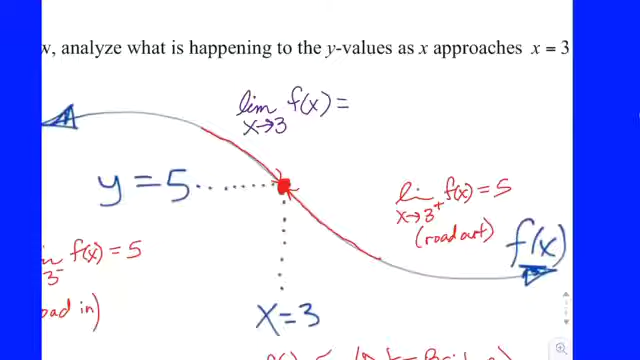 w, analyze what is happening to the y-values as x approaches x = 3
lim f(x) =
x→3
y = 5
lim f(x) = 5
x→3⁺
(road out)
f(x)
im f(x) = 5
3⁻
oad in)
x = 3